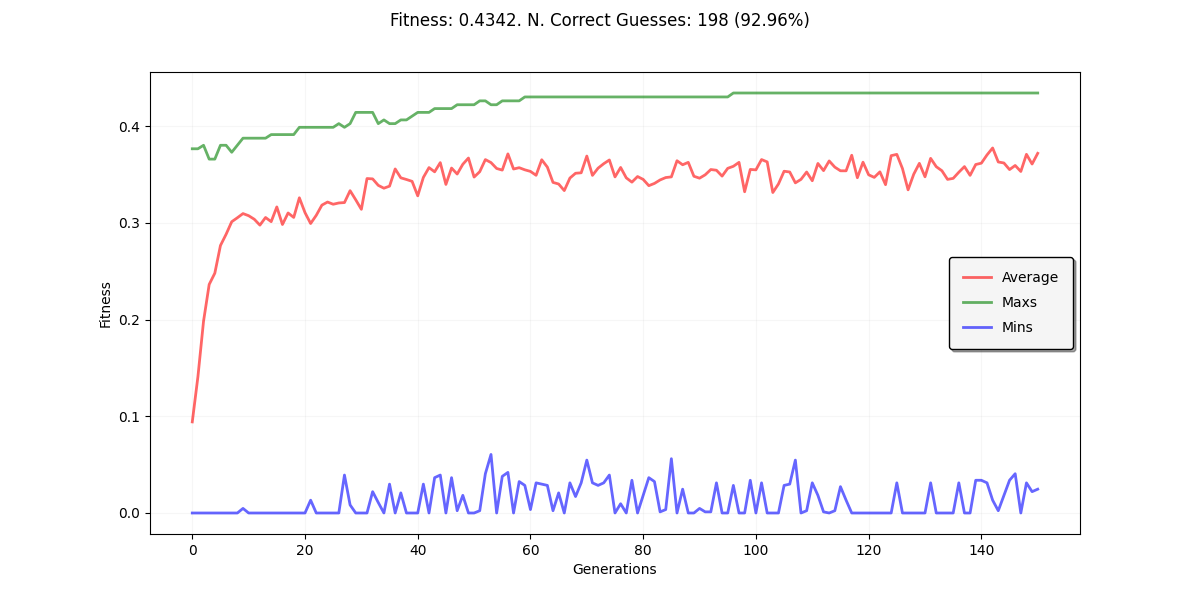 Fitness: 0.4342. N. Correct Guesses: 198 (92.96%)
0.4
0.3
0.2
0.1
0.0
Fitness
Average
Maxs
Mins
0 20 40 60 80 100 120 140
Generations